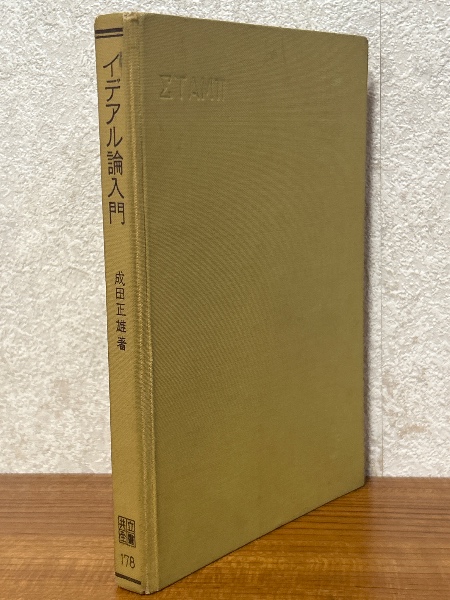 イデアル論入門
成田正雄著
共立
全書
178